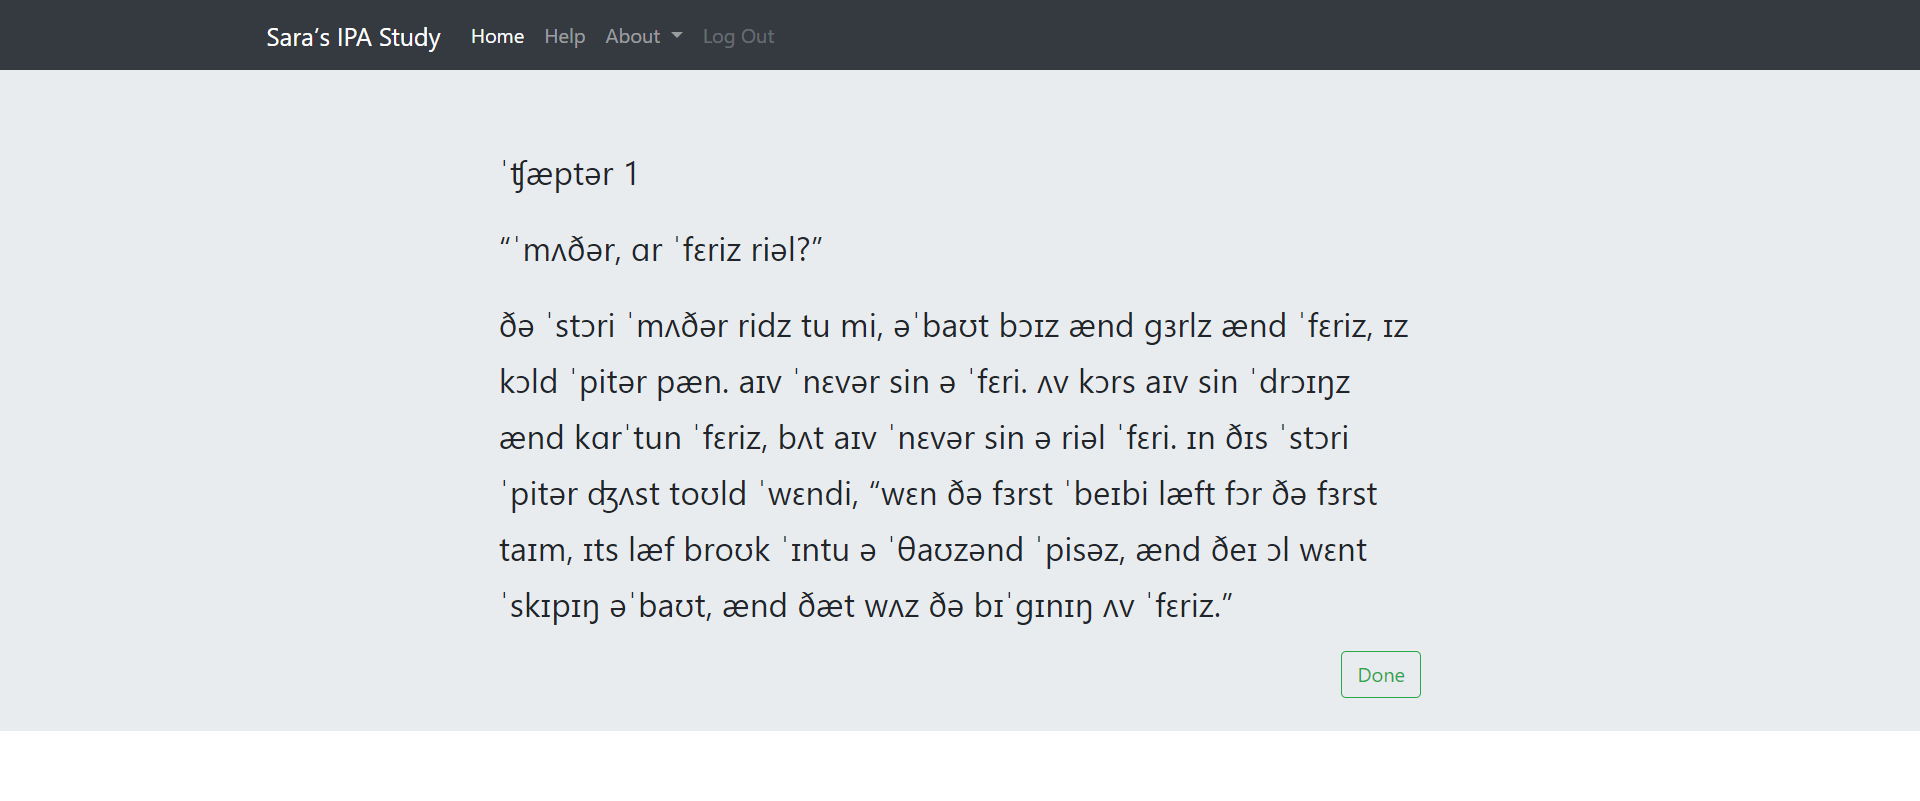 Sara’s IPA Study Home Help About Log Out
ˈʧæptər 1
“ˈmʌðər, ɑr ˈfɛriz riəl?”
ðə ˈstɔri ˈmʌðər ridz tu mi, əˈbaʊt bɔɪz ænd gɜrlz ænd ˈfɛriz, ɪz
kɔld ˈpitər pæn. aɪv ˈnɛvər sin ə ˈfɛri. ʌv kɔrs aɪv sin ˈdrɔɪŋz
ænd kɑrˈtun ˈfɛriz, bʌt aɪv ˈnɛvər sin ə riəl ˈfɛri. ɪn ðɪs ˈstɔri
ˈpitər ʤʌst toʊld ˈwɛndi, “wɛn ðə fɜrst ˈbeɪbi læft fɔr ðə fɜrst
taɪm, ɪts læf broʊk ˈɪntu ə ˈθaʊzənd ˈpisəz, ænd ðeɪ ɔl wɛnt
ˈskɪpɪŋ əˈbaʊt, ænd ðæt wʌz ðə bɪˈgɪnɪŋ ʌv ˈfɛriz.”
Done